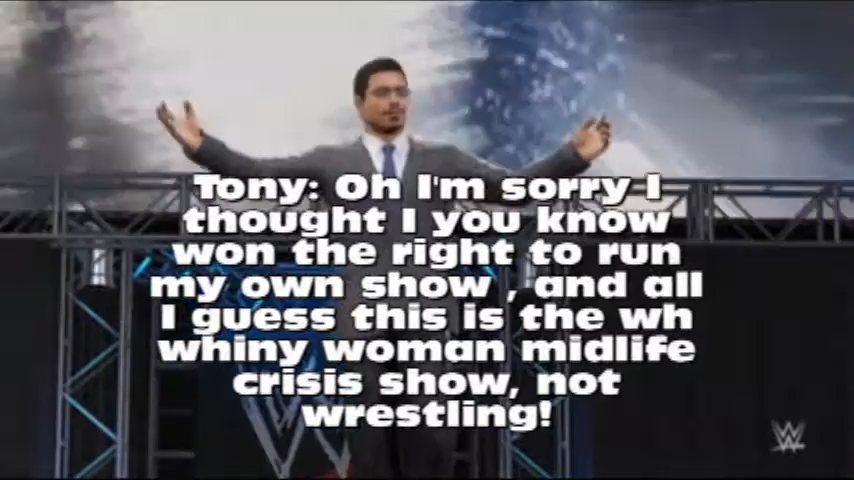 Tony: Oh I'm sorry I
thought I you know
won the right to run
my own show , and all
I guess this is the wh
whiny woman midlife
crisis show, not
wrestling!
W